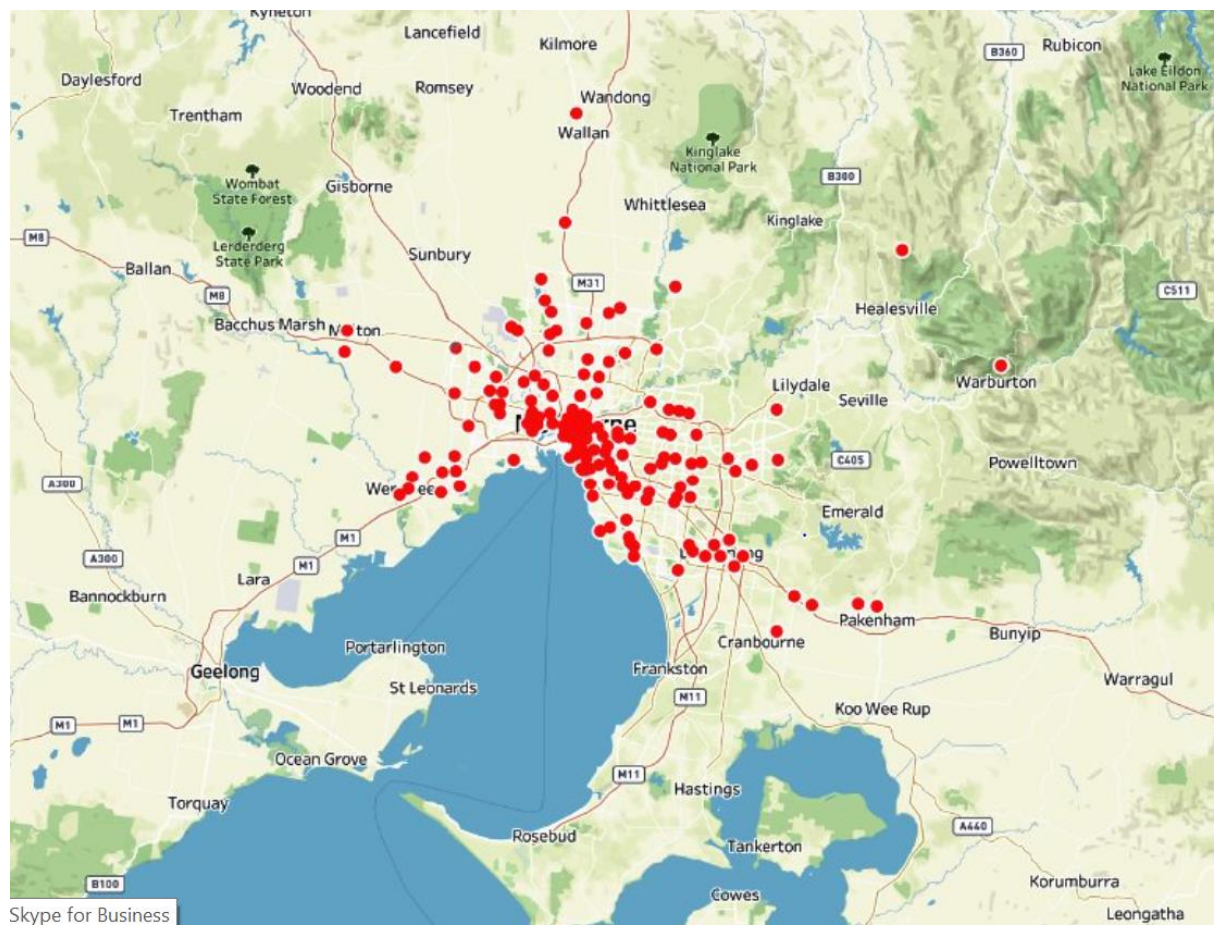 Kyneton
Lancefield
Kilmore
B360
Rubicon
Daylesford
Woodend
Romsey
Wandong
Lake Eildon
National Park
Trentham
Wallan
Kinglake
National Park
Wombat
State Forest
Gisborne
B300
Whittlesea
Kinglake
M8
Lerderderg
State Park
Sunbury
Ballan
M8
M31
C511
Healesville
Bacchus Marsh
Warburton
Lilydale
Seville
C405
Powelltown
A300
Emerald
M1
A300
M1
Lara
Bannockburn
Pakenham
Bunyip
Cranbourne
Portarlington
Geelong
Frankston
Warragul
St Leonards
M11
Koo Wee Rup
M1
M1
Ocean Grove
M11
Hastings
Torquay
Rosebud
A440
Tankerton
B100
Korumburra
Cowes
Skype for Business
Leongatha